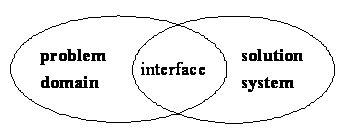 problem
domain
interface
solution
system